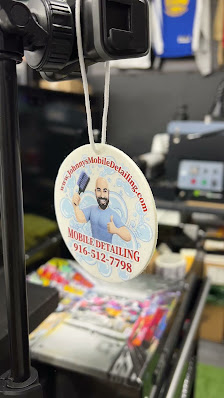 www.JohnnysMobileDetailing.com
MOBILE DETAILING
916-512-7798